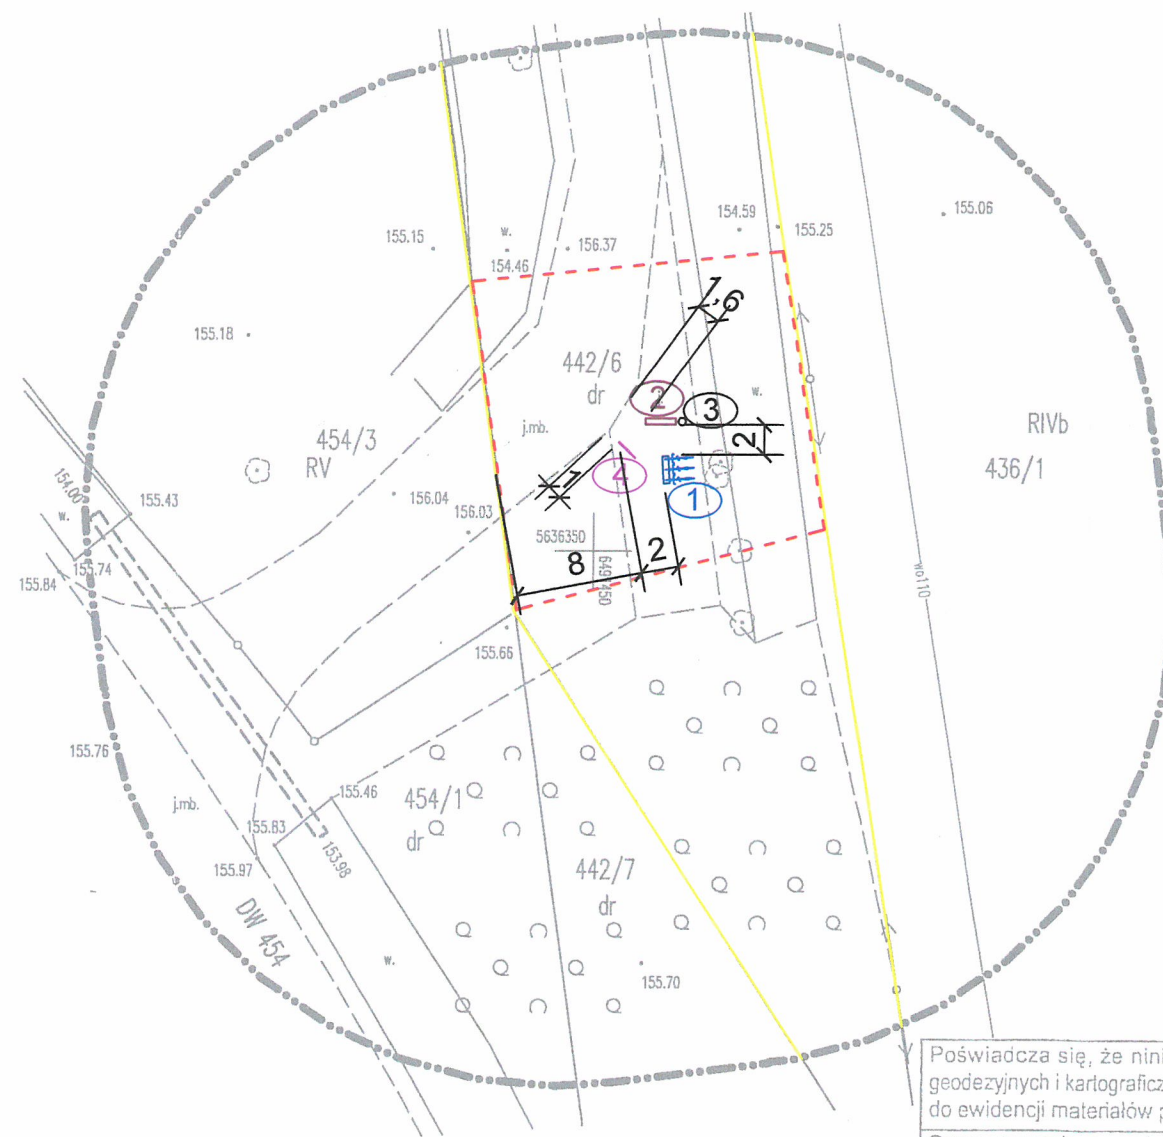 154.59
155.06
155.25
155.15
w.
154.46
156.37
155.18
1,6
442/6
dr
2
3
w.
RIVb
454/3
RV
j.mb.
436/1
2
154.00
155.43
156.04
4
1
1
w.
156.03
5636350
155.74
155.84
8
2
wo110
155.66
155.76
j.mb.
155.46
454/1
dr
155.83
153.98
155.97
442/7
dr
DW 454
w.
155.70
Poświadcza się, że nini
geodezyjnych i kartograficz
do ewidencji materiałów p